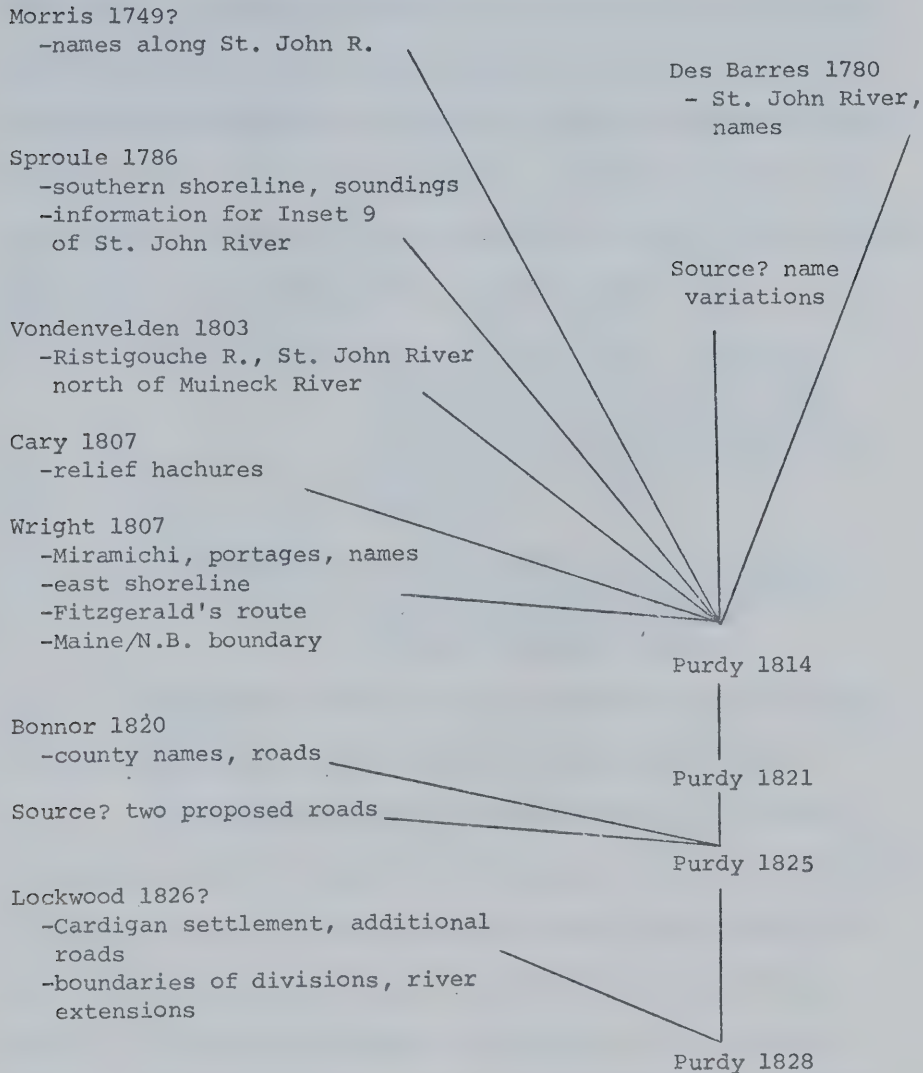 Morris 1749?
-names along St. John R.
Des Barres 1780
- St. John River,
names
Sproule 1786
-southern shoreline, soundings
-information for Inset 9
of St. John River
Source? name
variations
Vondenvelden 1803
-Ristigouche R., St. John River
north of Muineck River
Cary 1807
-relief hachures
Wright 1807
-Miramichi, portages, names
-east shoreline
-Fitzgerald's route
-Maine/N.B. boundary
Purdy 1814
Bonnor 1820
-county names, roads
Purdy 1821
Source? two proposed roads
Purdy 1825
Lockwood 1826?
-Cardigan settlement, additional
roads
-boundaries of divisions, river
extensions
Purdy 1828